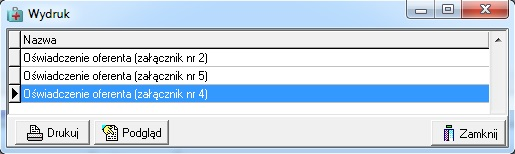 Wydruk
Nazwa
Oświadczenie oferenta (załącznik nr 2)
Oświadczenie oferenta (załącznik nr 5)
Oświadczenie oferenta (załącznik nr 4)
Drukuj Podgląd Zamknij